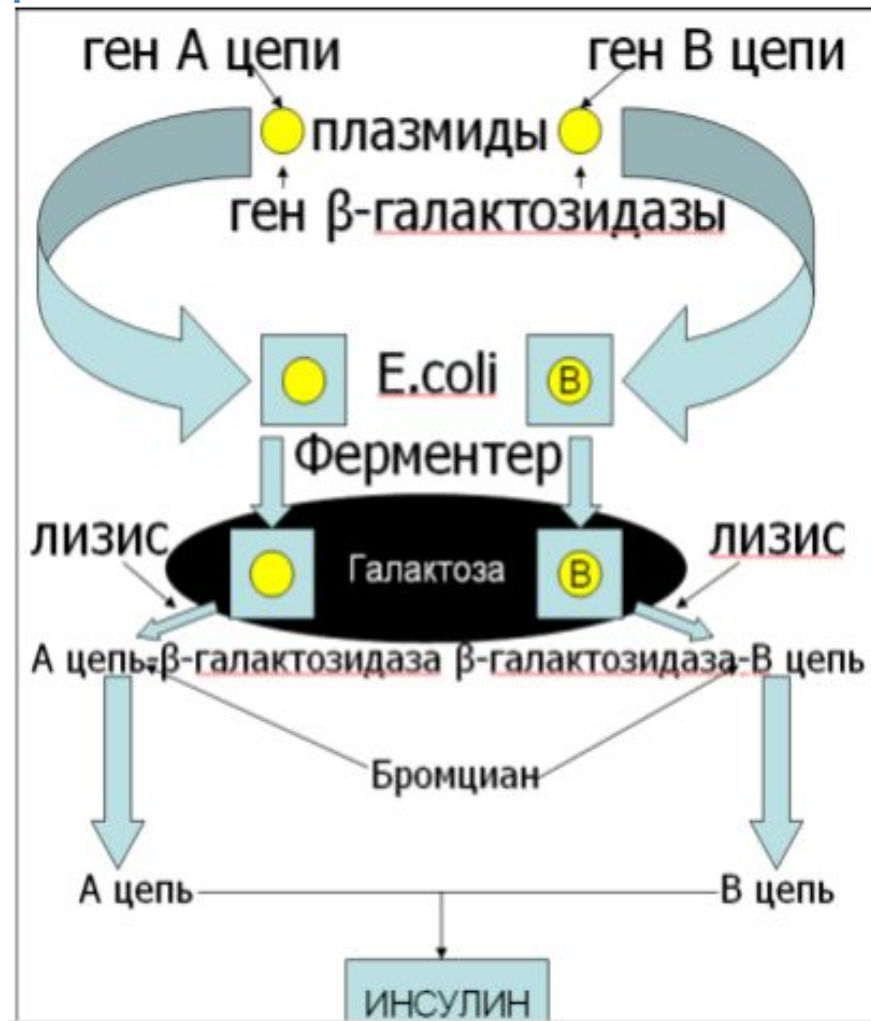 ген А цепи ген В цепи
плазмиды
ген β-галактозидазы
E.coli В
Ферментер
лизис лизис
Галактоза В
А цепь-β-галактозидаза β-галактозидаза-В цепь
Бромциан
А цепь В цепь
ИНСУЛИН